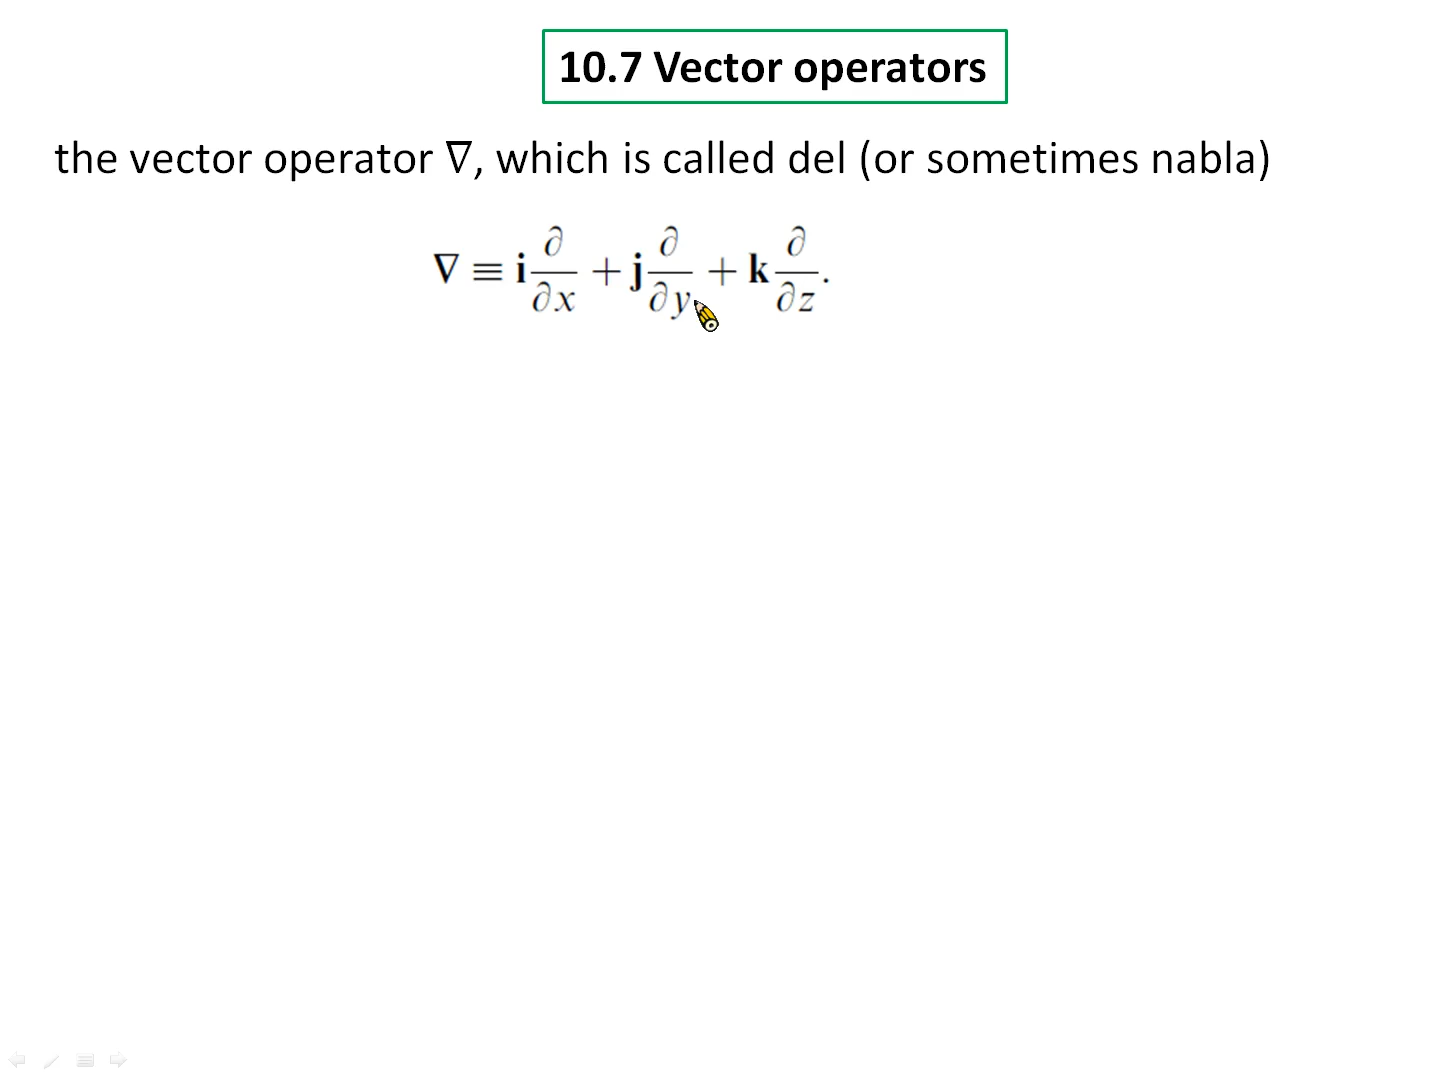 10.7 Vector operators
the vector operator ∇, which is called del (or sometimes nabla)
∇ ≡ i ∂/∂x + j ∂/∂y + k ∂/∂z.